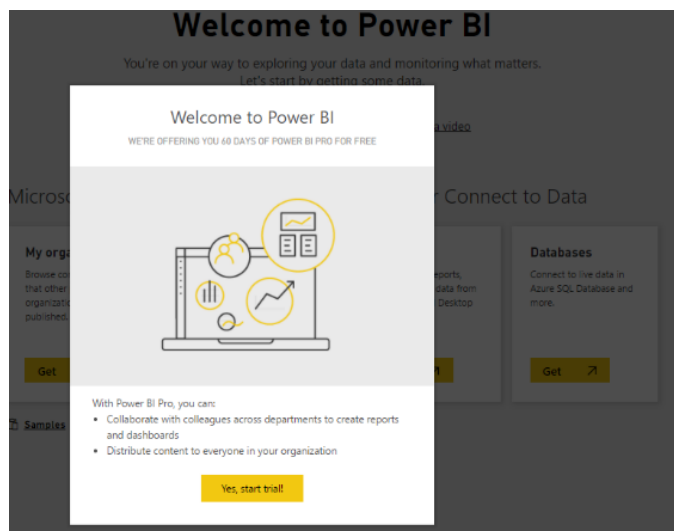 Welcome to Power BI
You're on your way to exploring your data and monitoring what matters.
Let's start by getting some data.
a video
Welcome to Power BI
WE'RE OFFERING YOU 60 DAYS OF POWER BI PRO FOR FREE
Connect to Data
My orga
Browse co
that other
organizatio
published.
Get
eports,
data from
Desktop
Databases
Connect to live data in
Azure SQL Database and
more.
Get
Samples
With Power BI Pro, you can:
• Collaborate with colleagues across departments to create reports
and dashboards
• Distribute content to everyone in your organization
Yes, start trial!